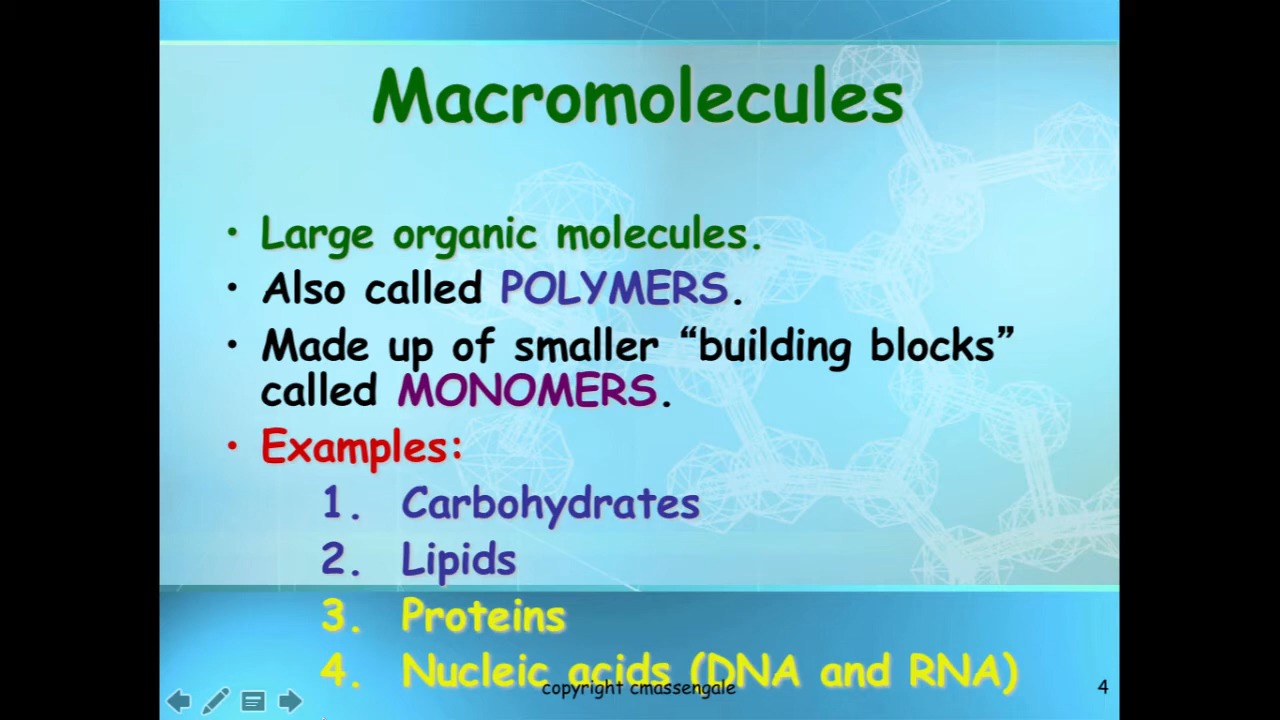 Macromolecules
• Large organic molecules.
• Also called POLYMERS.
• Made up of smaller “building blocks”
called MONOMERS.
• Examples:
1. Carbohydrates
2. Lipids
3. Proteins
4. Nucleic acids (DNA and RNA)
copyright cmassengale
4